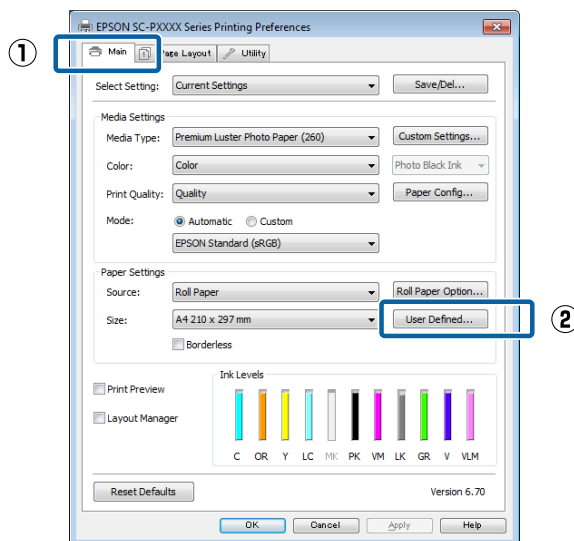 EPSON SC-PXXXX Series Printing Preferences
① Main Page Layout Utility
Select Setting: Current Settings Save/Del...
Media Settings
Media Type: Premium Luster Photo Paper (260) Custom Settings...
Color: Color Photo Black Ink
Print Quality: Quality Paper Config...
Mode: Automatic Custom
EPSON Standard (sRGB)
Paper Settings
Source: Roll Paper Roll Paper Option...
Size: A4 210 x 297 mm User Defined... ②
Borderless
Ink Levels
Print Preview
Layout Manager
C OR Y LC MK PK VM LK GR V VLM
Reset Defaults Version 6.70
OK Cancel Apply Help